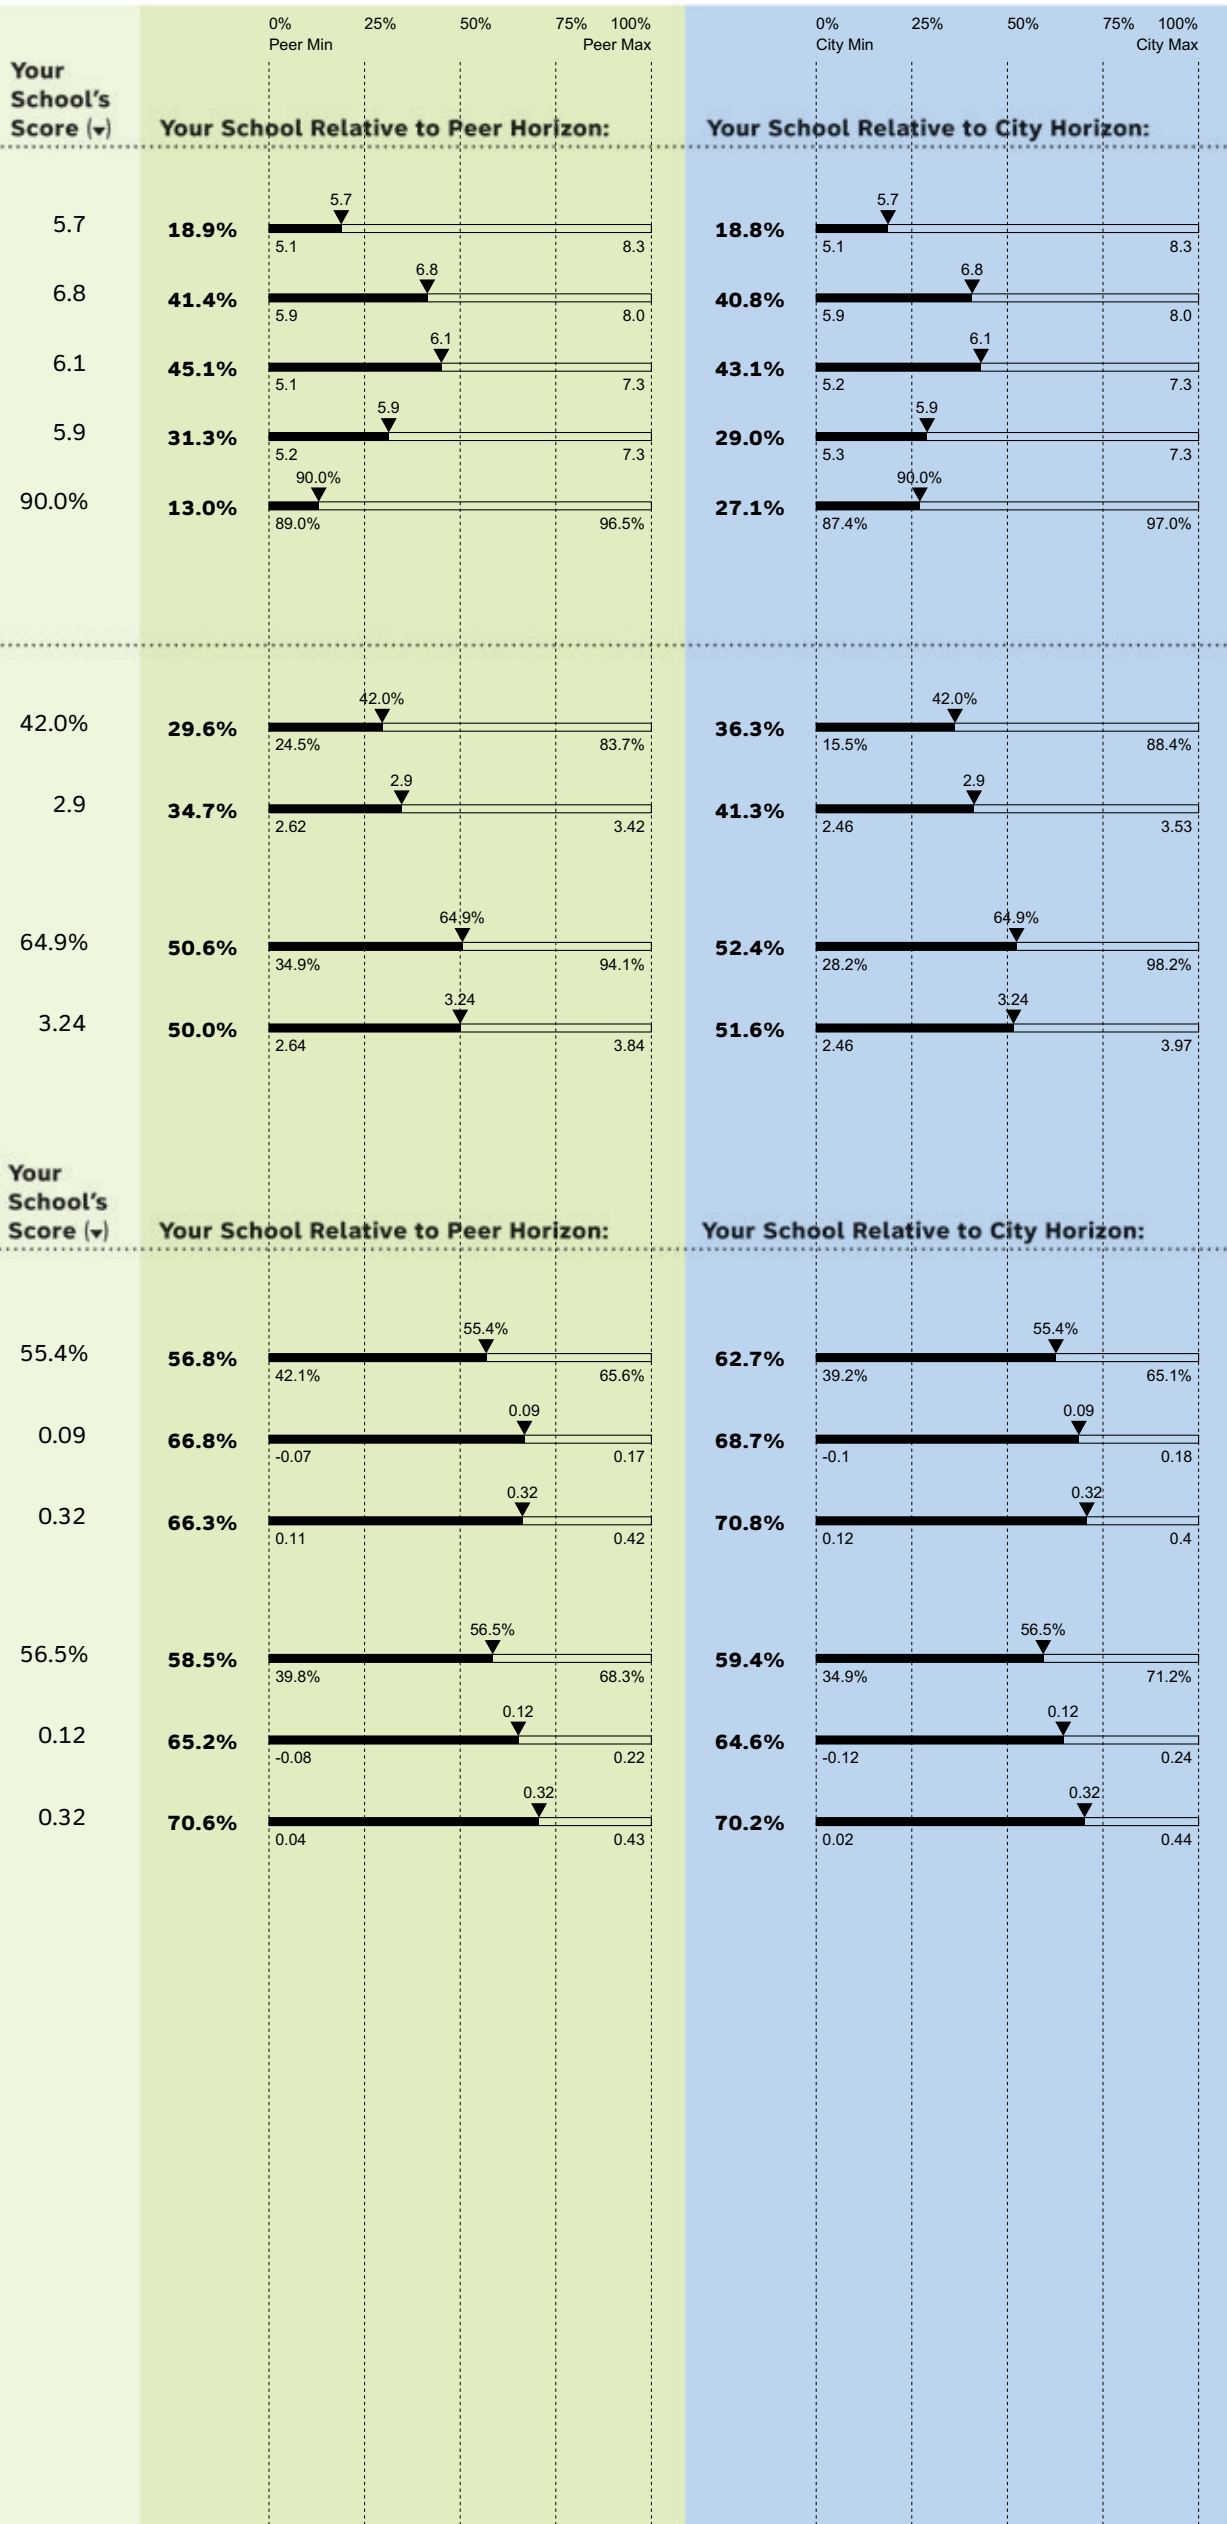 0% 25% 50% 75% 100% 0% 25% 50% 75% 100%
Peer Min Peer Max City Min City Max
Your
School's
Score (▾) Your School Relative to Peer Horizon: Your School Relative to City Horizon:
5.7 5.7
5.7 18.9% 18.8%
5.1 8.3 5.1 8.3
6.8 6.8
6.8 41.4% 40.8%
5.9 8.0 5.9 8.0
6.1 6.1
6.1 45.1% 43.1%
5.1 7.3 5.2 7.3
5.9 5.9
5.9 31.3% 29.0%
5.2 7.3 5.3 7.3
90.0% 90.0%
90.0% 13.0% 27.1%
89.0% 96.5% 87.4% 97.0%
42.0% 42.0%
42.0% 29.6% 36.3%
24.5% 83.7% 15.5% 88.4%
2.9 2.9
2.9 34.7% 41.3%
2.62 3.42 2.46 3.53
64.9% 64.9%
64.9% 50.6% 52.4%
34.9% 94.1% 28.2% 98.2%
3.24 3.24
3.24 50.0% 51.6%
2.64 3.84 2.46 3.97
Your
School's
Score (▾) Your School Relative to Peer Horizon: Your School Relative to City Horizon:
55.4% 55.4%
55.4% 56.8% 62.7%
42.1% 65.6% 39.2% 65.1%
0.09 0.09
0.09 66.8% 68.7%
-0.07 0.17 -0.1 0.18
0.32 0.32
0.32 66.3% 70.8%
0.11 0.42 0.12 0.4
56.5% 56.5%
56.5% 58.5% 59.4%
39.8% 68.3% 34.9% 71.2%
0.12 0.12
0.12 65.2% 64.6%
-0.08 0.22 -0.12 0.24
0.32 0.32
0.32 70.6% 70.2%
0.04 0.43 0.02 0.44